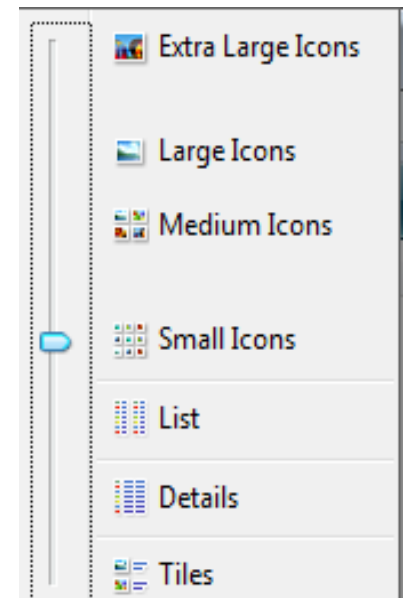 Extra Large Icons
Large Icons
Medium Icons
Small Icons
List
Details
Tiles